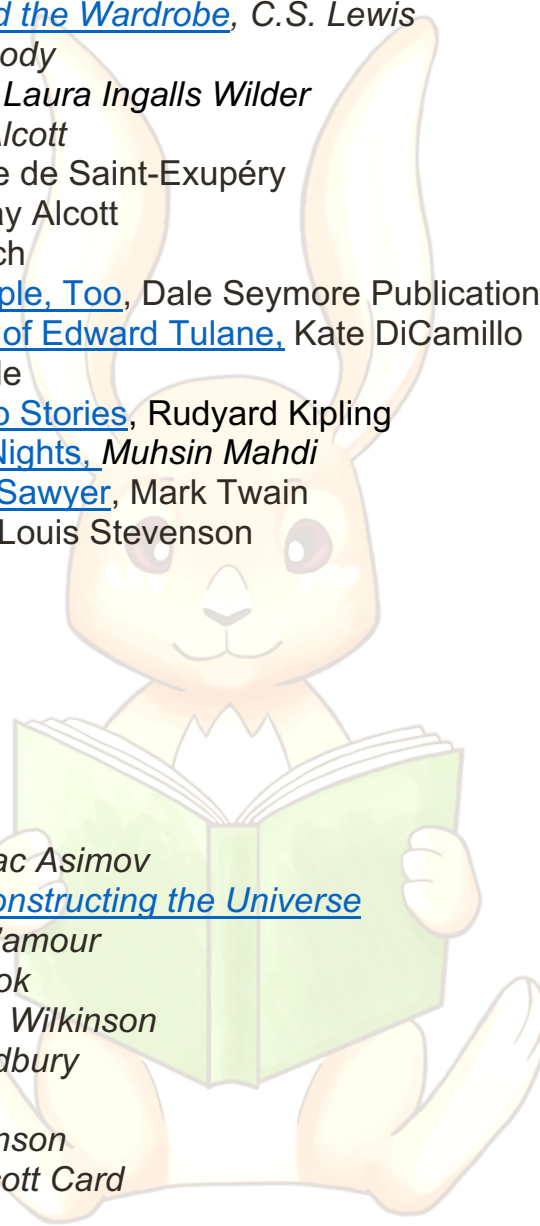 d the Wardrobe, C.S. Lewis
ody
Laura Ingalls Wilder
Alcott
e de Saint-Exupéry
ay Alcott
ch
ple, Too, Dale Seymore Publication
of Edward Tulane, Kate DiCamillo
le
o Stories, Rudyard Kipling
Nights, Muhsin Mahdi
Sawyer, Mark Twain
Louis Stevenson
ac Asimov
onstructing the Universe
'amour
ok
Wilkinson
dbury
nson
cott Card